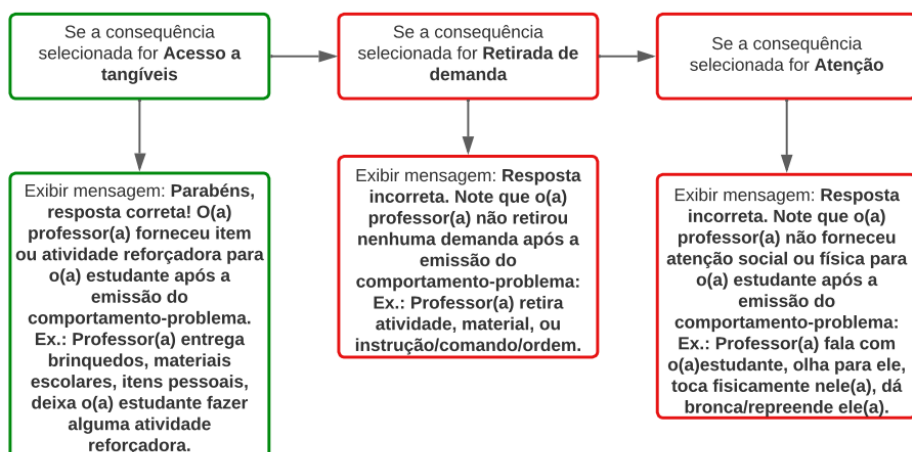 Se a consequência
selecionada for Acesso a
tangíveis
Se a consequência
selecionada for Retirada de
demanda
Se a consequência
selecionada for Atenção
Exibir mensagem: Parabéns,
resposta correta! O(a)
professor(a) forneceu item
ou atividade reforçadora para
o(a) estudante após a
emissão do
comportamento-problema.
Ex.: Professor(a) entrega
brinquedos, materiais
escolares, itens pessoais,
deixa o(a) estudante fazer
alguma atividade
reforçadora.
Exibir mensagem: Resposta
incorreta. Note que o(a)
professor(a) não retirou
nenhuma demanda após a
emissão do
comportamento-problema:
Ex.: Professor(a) retira
atividade, material, ou
instrução/comando/ordem.
Exibir mensagem: Resposta
incorreta. Note que o(a)
professor(a) não forneceu
atenção social ou física para
o(a) estudante após a
emissão do
comportamento-problema:
Ex.: Professor(a) fala com
o(a)estudante, olha para ele,
toca fisicamente nele(a), dá
bronca/repreende ele(a).